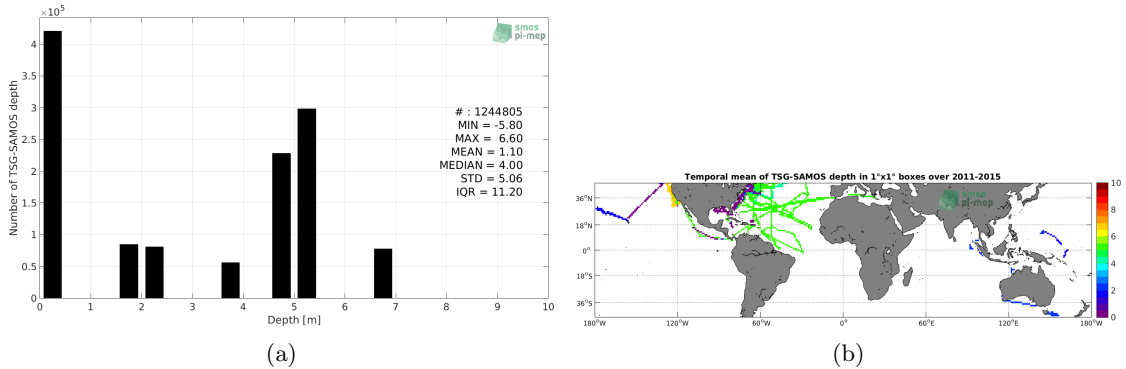 ×10⁵
4
3.5
3
2.5
2
1.5
1
0.5
0
Number of TSG-SAMOS depth
smos
pi-mep
# : 1244805
MIN = -5.80
MAX = 6.60
MEAN = 1.10
MEDIAN = 4.00
STD = 5.06
IQR = 11.20
0 1 2 3 4 5 6 7 8 9 10
Depth [m]
(a)
Temporal mean of TSG-SAMOS depth in 1°x1° boxes over 2011-2015
smos
pi-mep
36°N
18°N
0°
18°S
36°S
180°W 120°W 60°W 0° 60°E 120°E 180°W
10
8
6
4
2
0
(b)